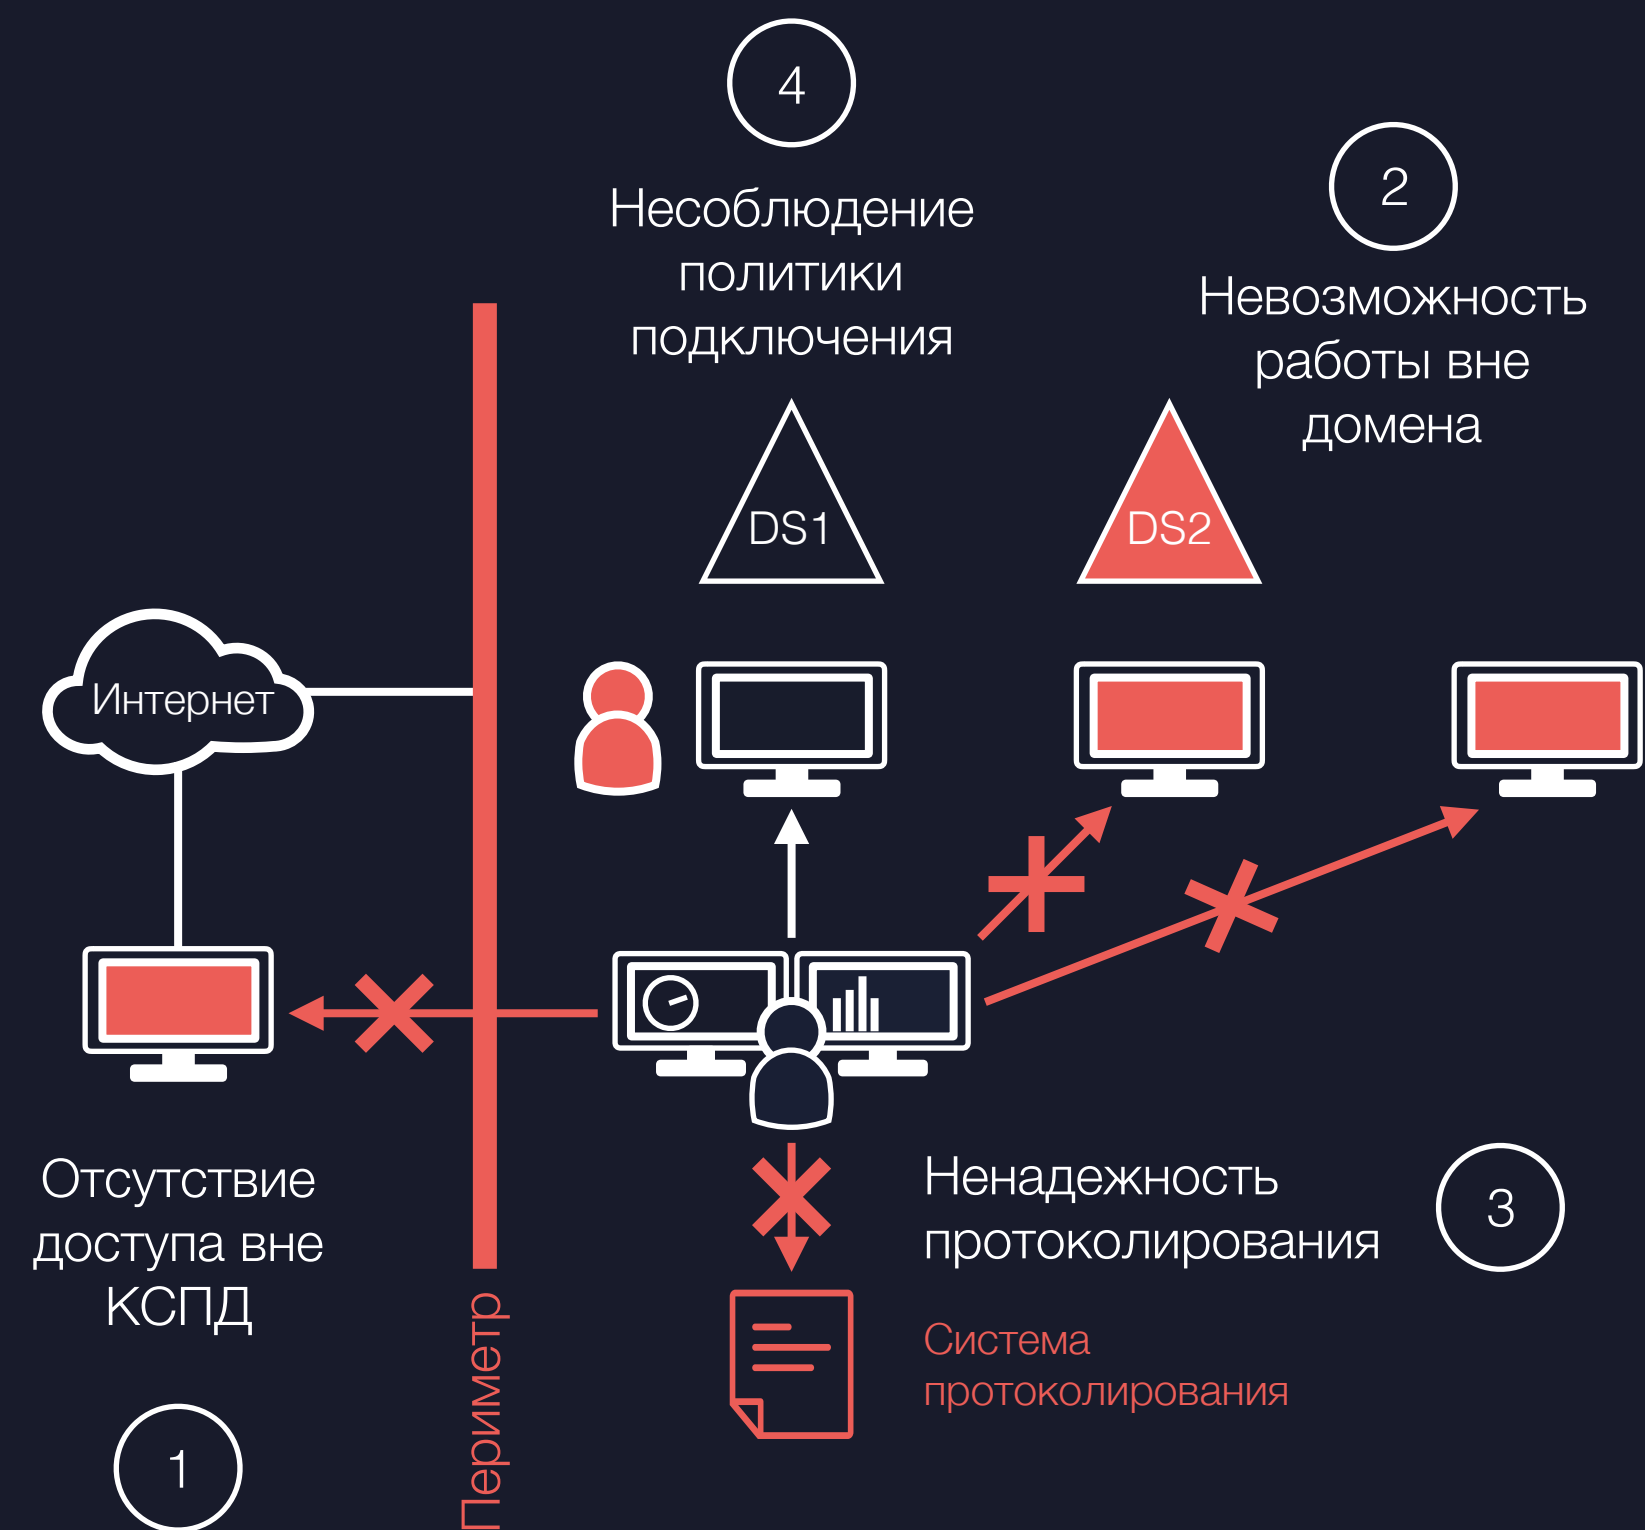 4
Несоблюдение
политики
подключения
2
Невозможность
работы вне
домена
DS1
DS2
Интернет
Отсутствие
доступа вне
КСПД
1
Периметр
Ненадежность
протоколирования
3
Система
протоколирования